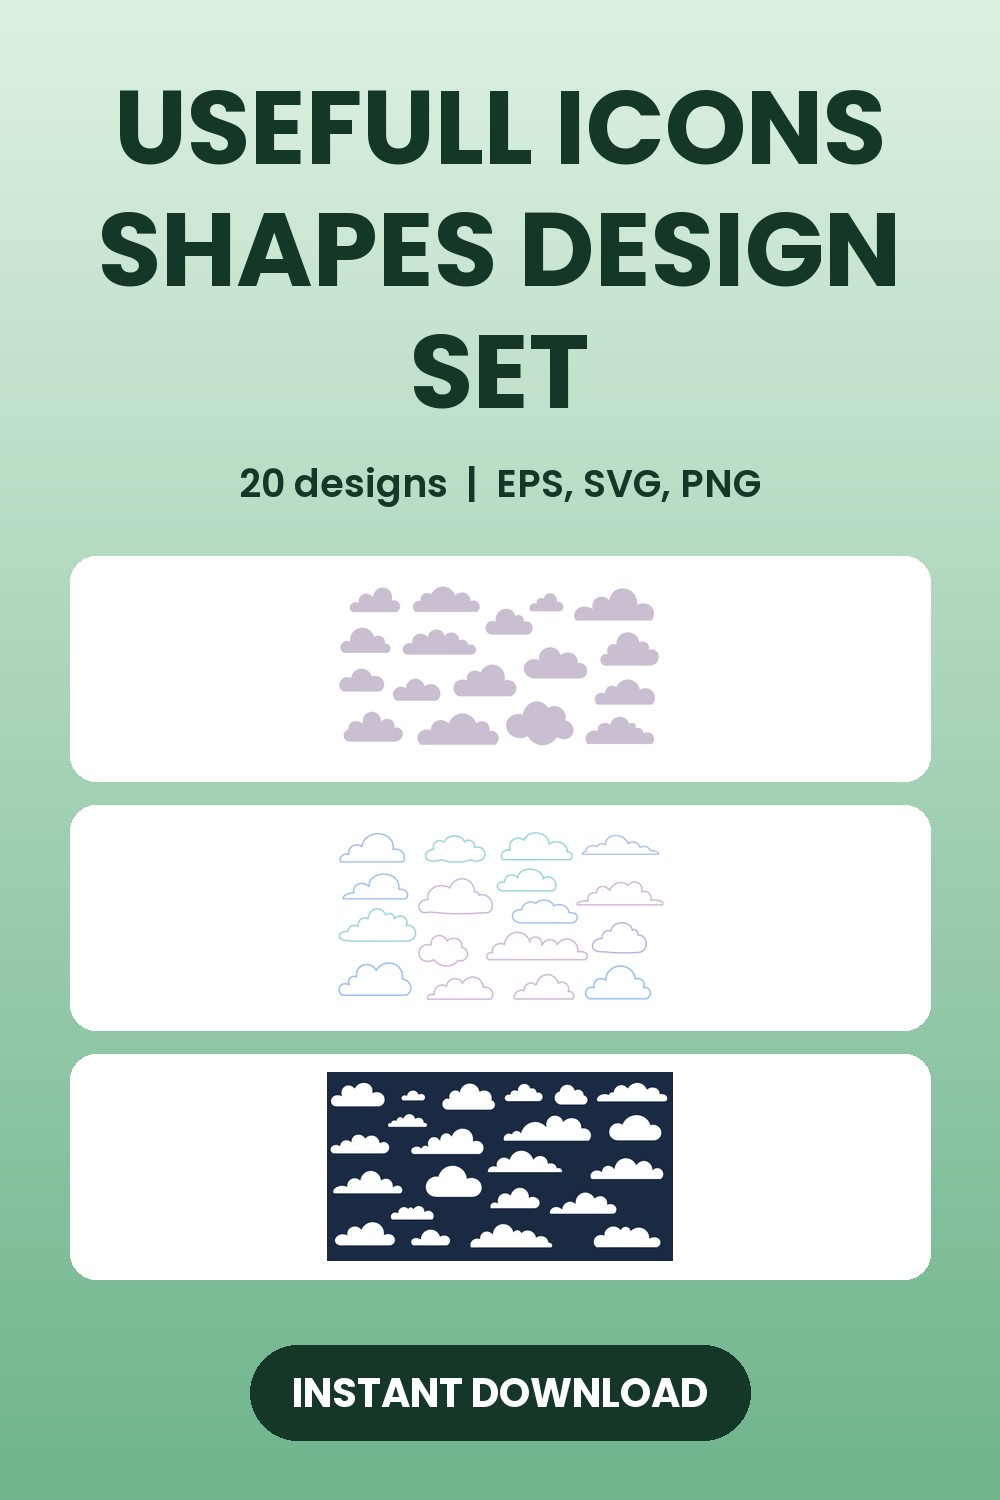 USEFULL ICONS
SHAPES DESIGN
SET
20 designs | EPS, SVG, PNG
INSTANT DOWNLOAD